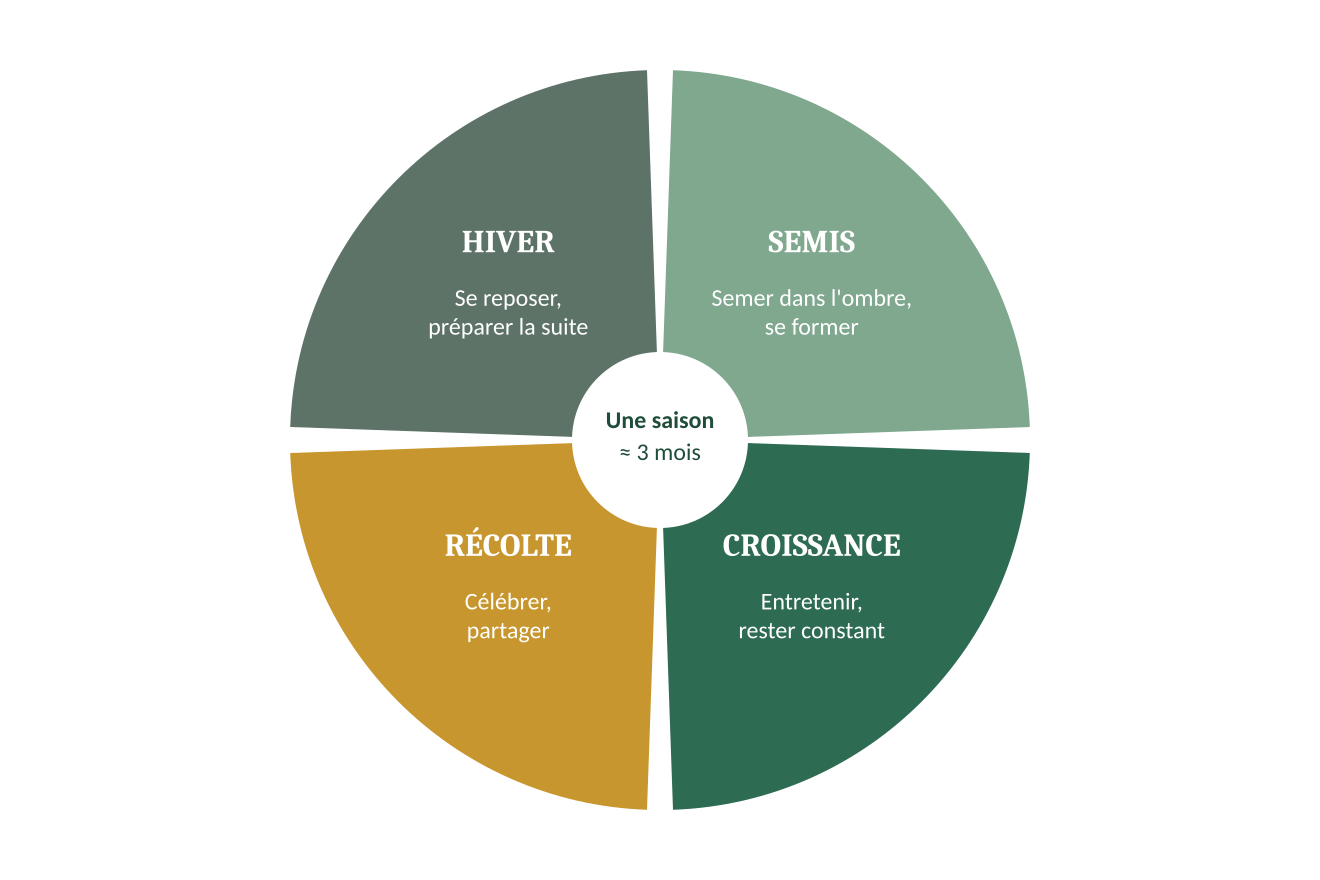 HIVER
Se reposer,
préparer la suite
SEMIS
Semer dans l'ombre,
se former
Une saison
≈ 3 mois
RÉCOLTE
Célébrer,
partager
CROISSANCE
Entretenir,
rester constant